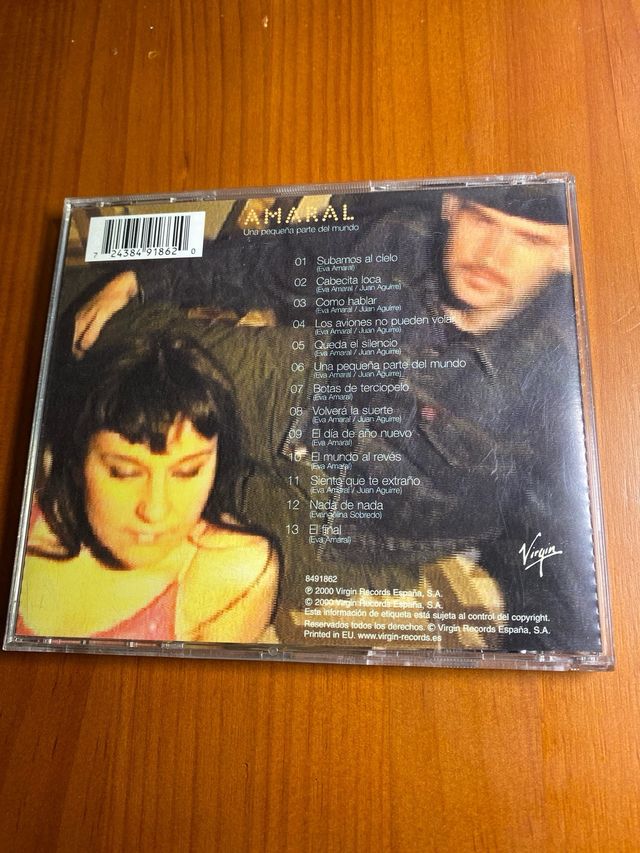 AMARAL
Una pequeña parte del mundo
7 24384 91862 0
01 Subamos al cielo
(Eva Amaral)
02 Cabecita loca
(Eva Amaral / Juan Aguirre)
03 Como hablar
(Eva Amaral / Juan Aguirre)
04 Los aviones no pueden volar
(Eva Amaral / Juan Aguirre)
05 Queda el silencio
(Eva Amaral / Juan Aguirre)
06 Una pequeña parte del mundo
(Eva Amaral / Juan Aguirre)
07 Botas de terciopelo
(Eva Amaral)
08 Volverá la suerte
(Eva Amaral / Juan Aguirre)
09 El día de año nuevo
(Eva Amaral)
10 El mundo al revés
(Eva Amaral)
11 Siento que te extraño
(Eva Amaral / Juan Aguirre)
12 Nada de nada
(Evangelina Sobredo)
13 El final
(Eva Amaral)
Virgin
8491862
℗ 2000 Virgin Records España, S.A.
© 2000 Virgin Records España, S.A.
Esta información de etiqueta está sujeta al control del copyright.
Reservados todos los derechos. © Virgin Records España, S.A.
Printed in EU. www.virgin-records.es